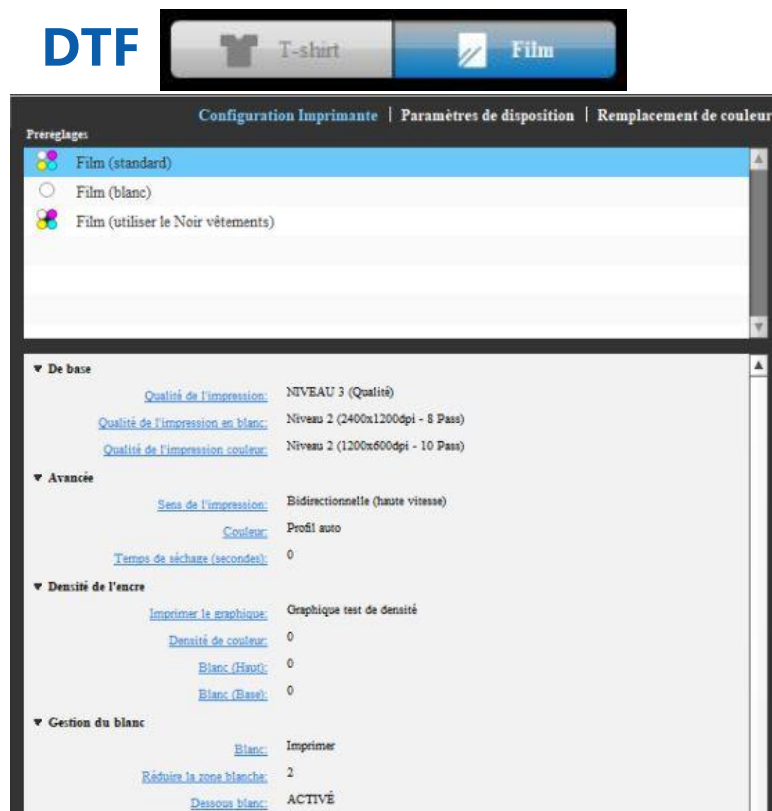 DTF
T-shirt
Film
Configuration Imprimante | Paramètres de disposition | Remplacement de couleur
Préréglages
Film (standard)
Film (blanc)
Film (utiliser le Noir vêtements)
▼ De base
Qualité de l'impression: NIVEAU 3 (Qualité)
Qualité de l'impression en blanc: Niveau 2 (2400x1200dpi - 8 Pass)
Qualité de l'impression couleur: Niveau 2 (1200x600dpi - 10 Pass)
▼ Avancée
Sens de l'impression: Bidirectionnelle (haute vitesse)
Couleur: Profil auto
Temps de séchage (secondes): 0
▼ Densité de l'encre
Imprimer le graphique: Graphique test de densité
Densité de couleur: 0
Blanc (Haut): 0
Blanc (Base): 0
▼ Gestion du blanc
Blanc: Imprimer
Réduire la zone blanche: 2
Dessous blanc: ACTIVÉ